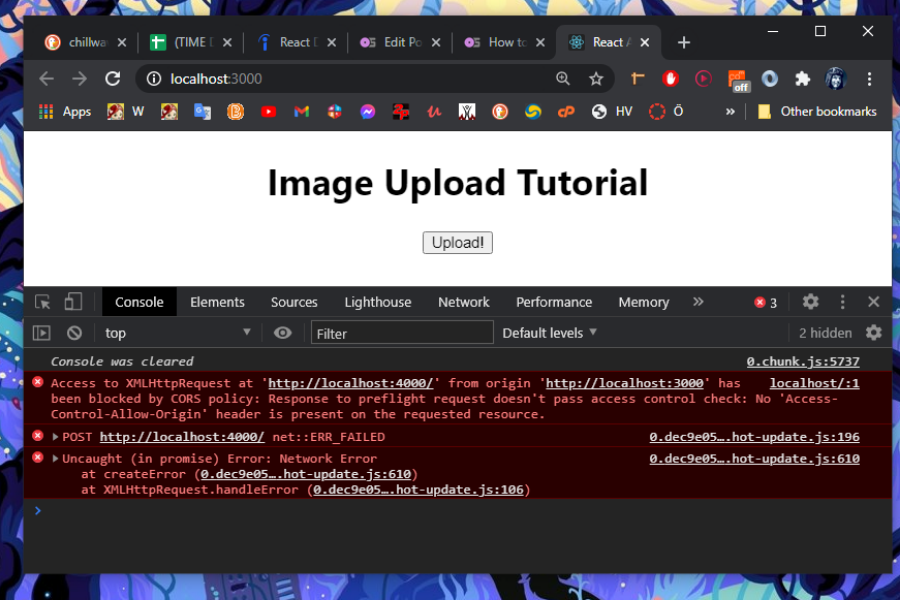 chillwa
(TIME D
React D
Edit Po
How to
React A
localhost:3000
off
Apps
W
HV
Ö
»
Other bookmarks
Image Upload Tutorial
Upload!
Console Elements Sources Lighthouse Network Performance Memory » 3
top Filter Default levels 2 hidden
Console was cleared 0.chunk.js:5737
Access to XMLHttpRequest at 'http://localhost:4000/' from origin 'http://localhost:3000' has localhost/:1
been blocked by CORS policy: Response to preflight request doesn't pass access control check: No 'Access-
Control-Allow-Origin' header is present on the requested resource.
POST http://localhost:4000/ net::ERR_FAILED 0.dec9e05….hot-update.js:196
Uncaught (in promise) Error: Network Error 0.dec9e05….hot-update.js:610
at createError (0.dec9e05….hot-update.js:610)
at XMLHttpRequest.handleError (0.dec9e05….hot-update.js:106)